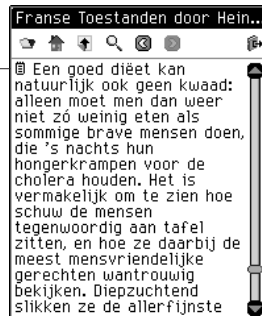 Franse Toestanden door Hein...
Een goed diëet kan
natuurlijk ook geen kwaad:
alleen moet men dan weer
niet zó weinig eten als
sommige brave mensen doen,
die 's nachts hun
hongerkrampen voor de
cholera houden. Het is
vermakelijk om te zien hoe
schuw de mensen
tegenwoordig aan tafel
zitten, en hoe ze daarbij de
meest mensvriendelijke
gerechten wantrouwig
bekijken. Diepzuchtend
slikken ze de allerfijnste